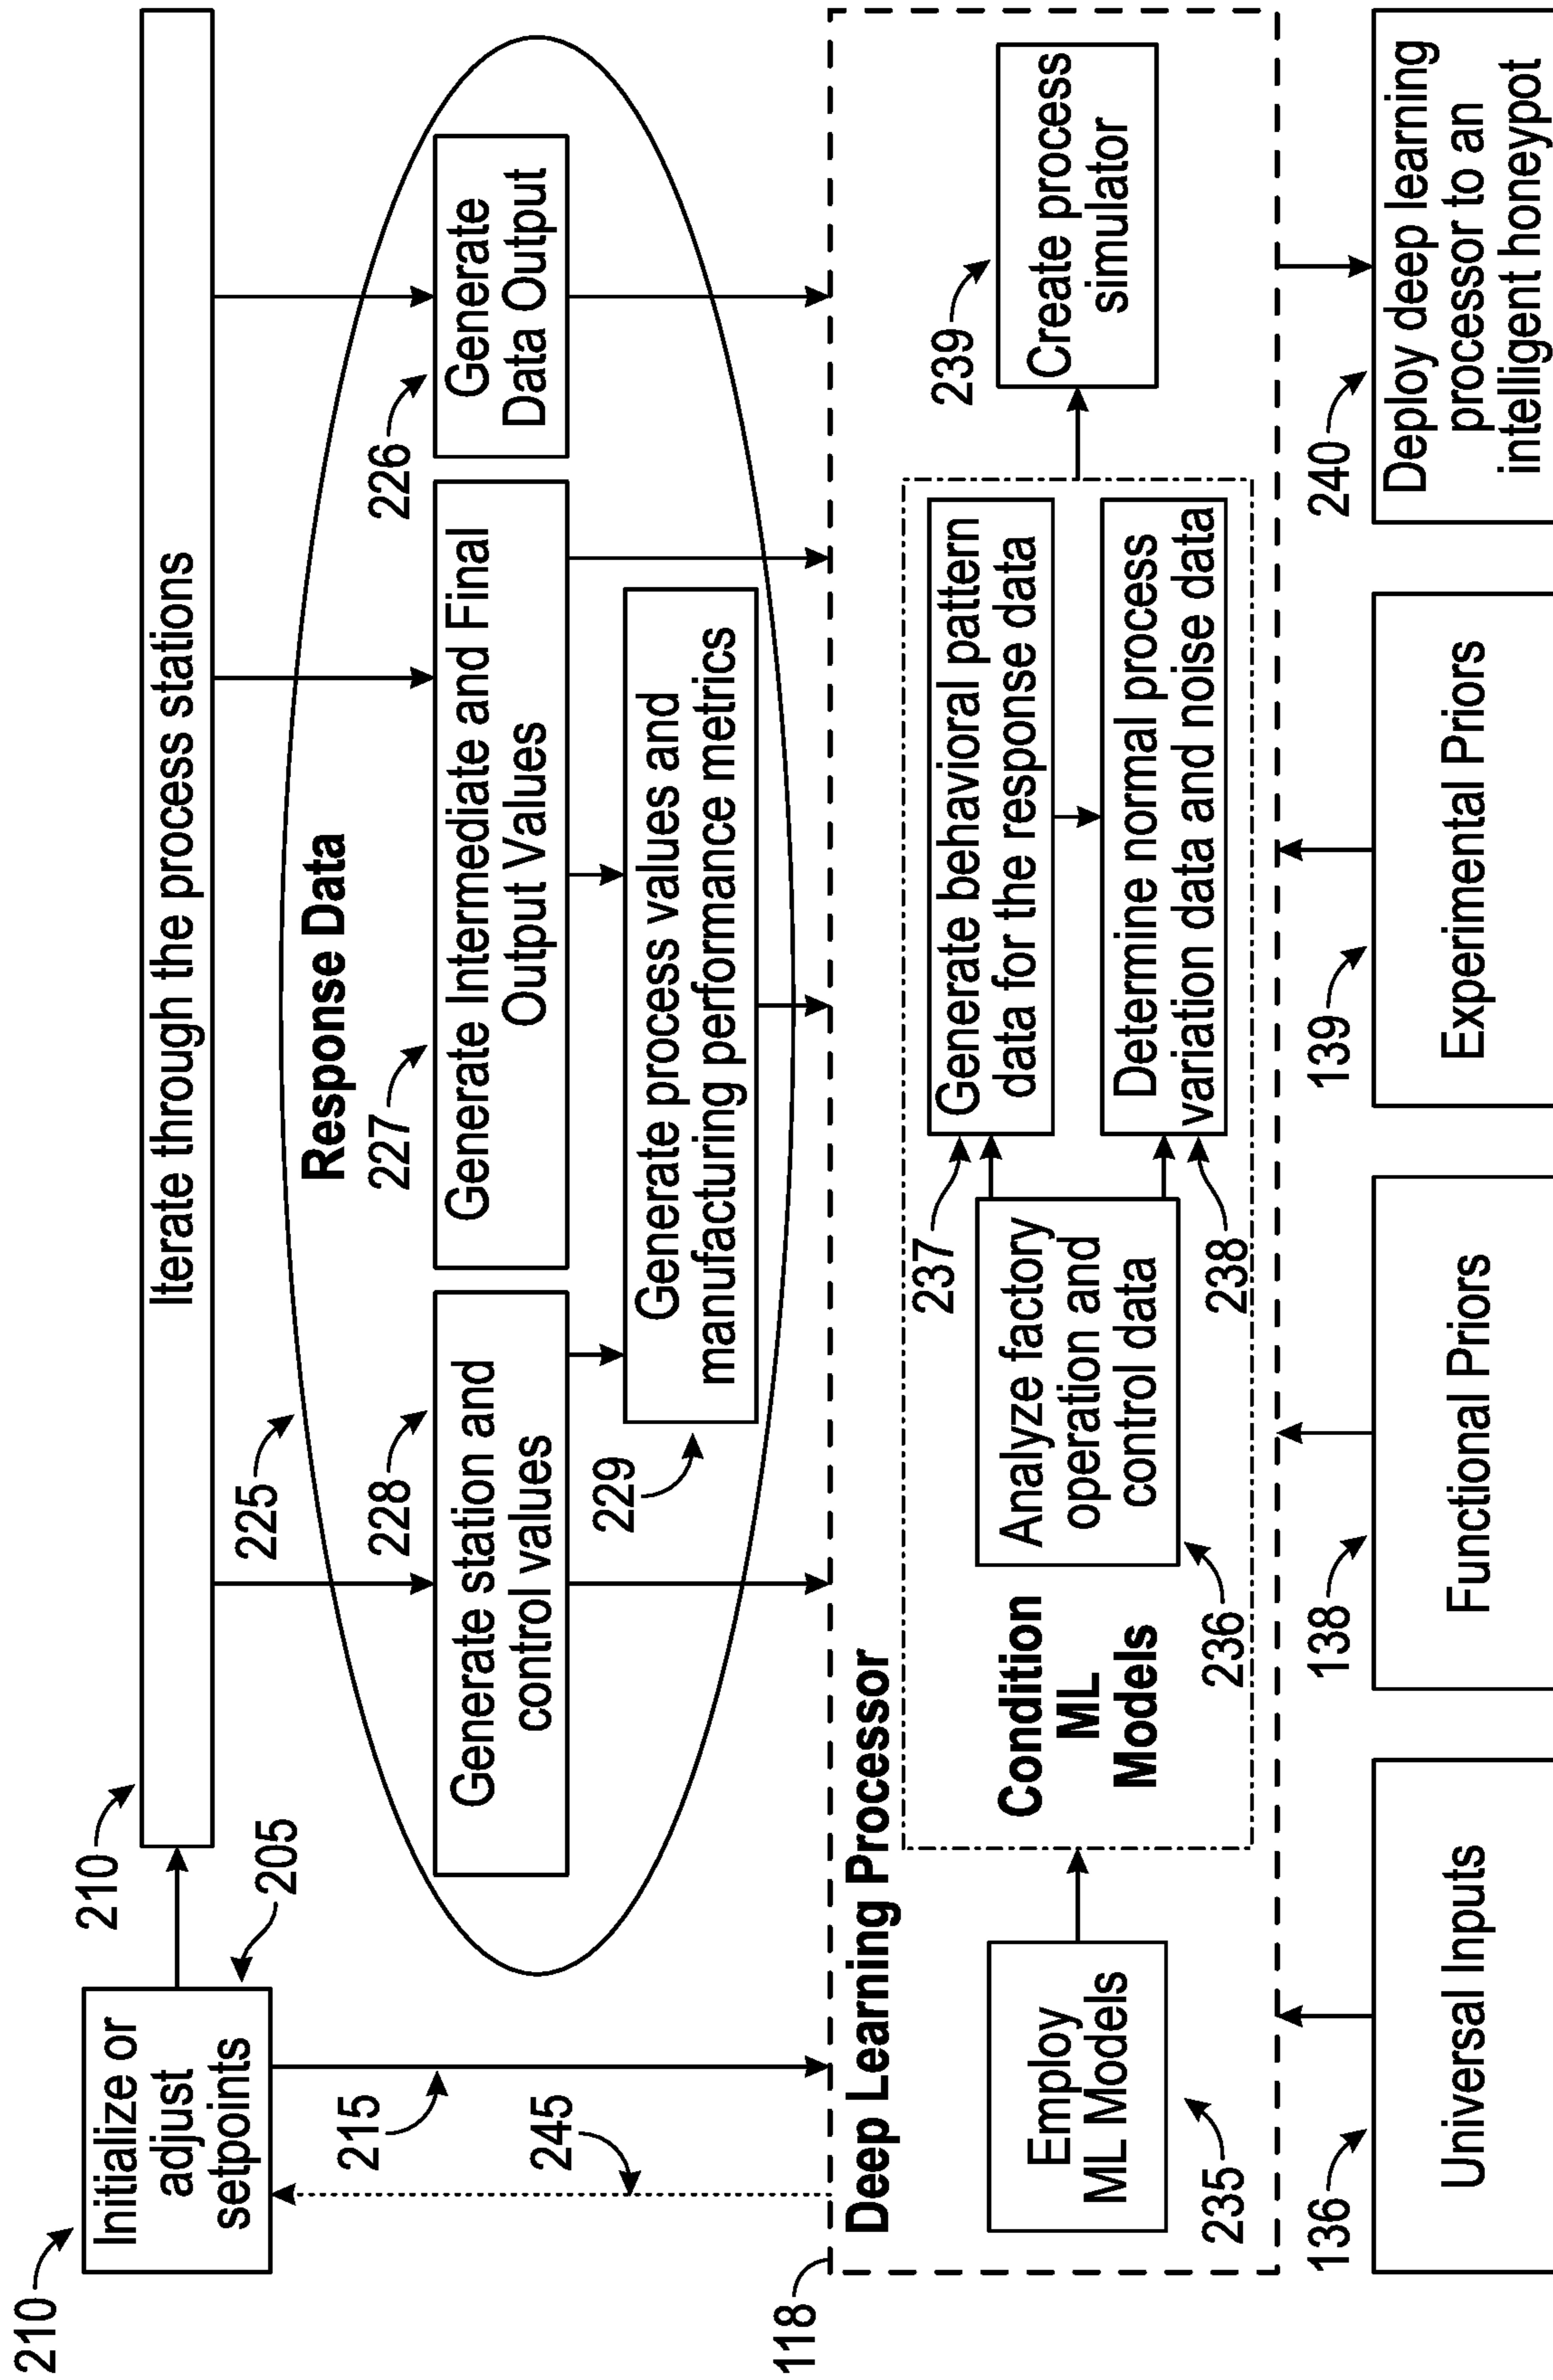 210
Initialize or
adjust
setpoints
205
210
Iterate through the process stations
215
245
225
Response Data
228
Generate station and
control values
227
Generate Intermediate and Final
Output Values
226
Generate
Data Output
229
Generate process values and
manufacturing performance metrics
118
Deep Learning Processor
Employ
ML Models
235
Condition
ML
Models
Analyze factory
operation and
control data
236
237
Generate behavioral pattern
data for the response data
238
Determine normal process
variation data and noise data
239
Create process
simulator
136
Universal Inputs
138
Functional Priors
139
Experimental Priors
240
Deploy deep learning
processor to an
intelligent honeypot